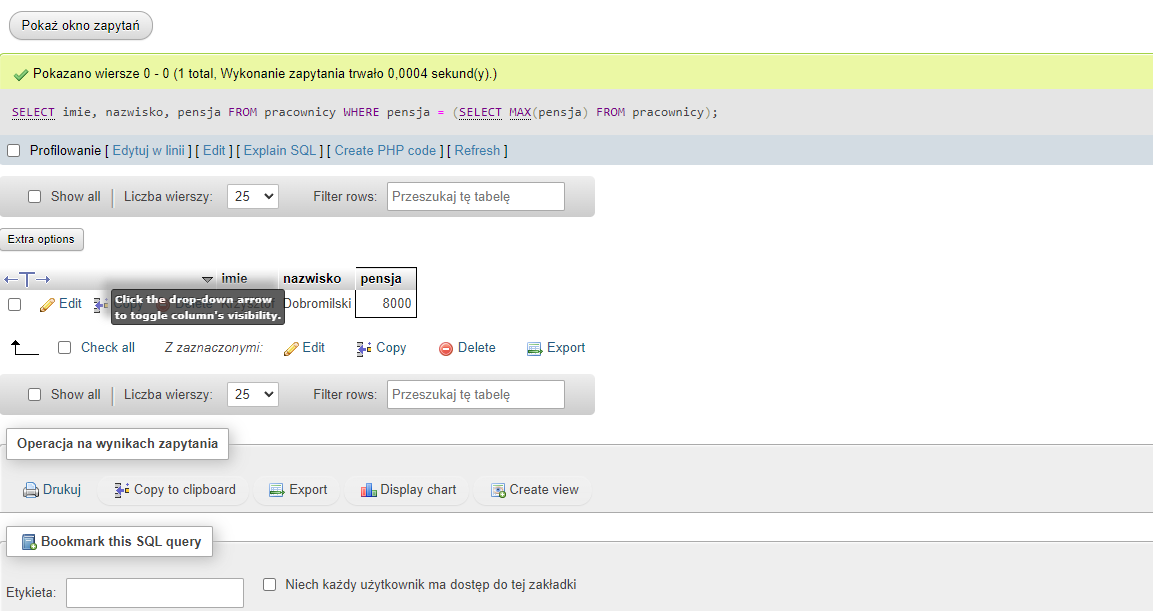 Pokaż okno zapytań
Pokazano wiersze 0 - 0 (1 total, Wykonanie zapytania trwało 0,0004 sekund(y).)
SELECT imie, nazwisko, pensja FROM pracownicy WHERE pensja = (SELECT MAX(pensja) FROM pracownicy);
Profilowanie [ Edytuj w linii ] [ Edit ] [ Explain SQL ] [ Create PHP code ] [ Refresh ]
Show all Liczba wierszy: 25 Filter rows: Przeszukaj tę tabelę
Extra options
imie nazwisko pensja
Edit Copy Delete Krzysztof Dobromilski 8000
Click the drop-down arrow
to toggle column's visibility.
Check all Z zaznaczonymi: Edit Copy Delete Export
Show all Liczba wierszy: 25 Filter rows: Przeszukaj tę tabelę
Operacja na wynikach zapytania
Drukuj Copy to clipboard Export Display chart Create view
Bookmark this SQL query
Etykieta: Niech każdy użytkownik ma dostęp do tej zakładki